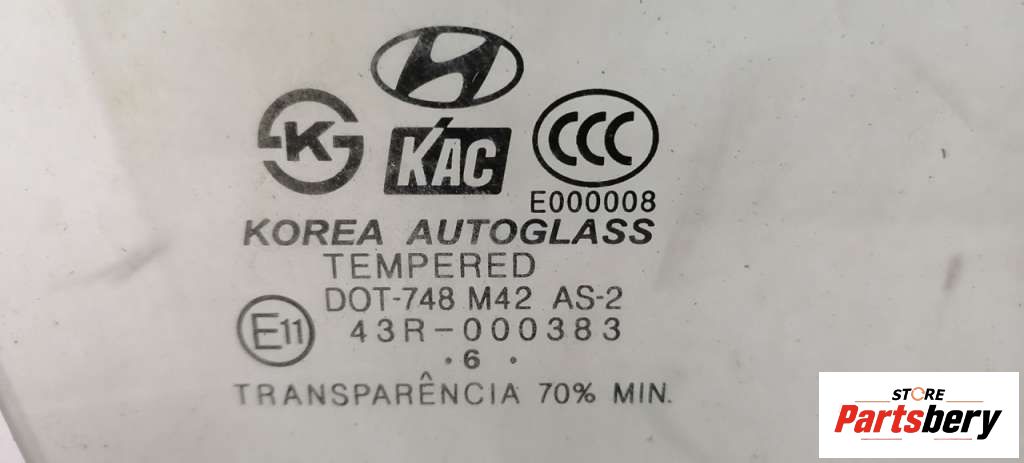 K
KAC
CCC
E000008
KOREA AUTOGLASS
TEMPERED
DOT-748 M42 AS-2
E11
43R-000383
·6 ·
TRANSPARÊNCIA 70% MIN.
STORE
Partsbery